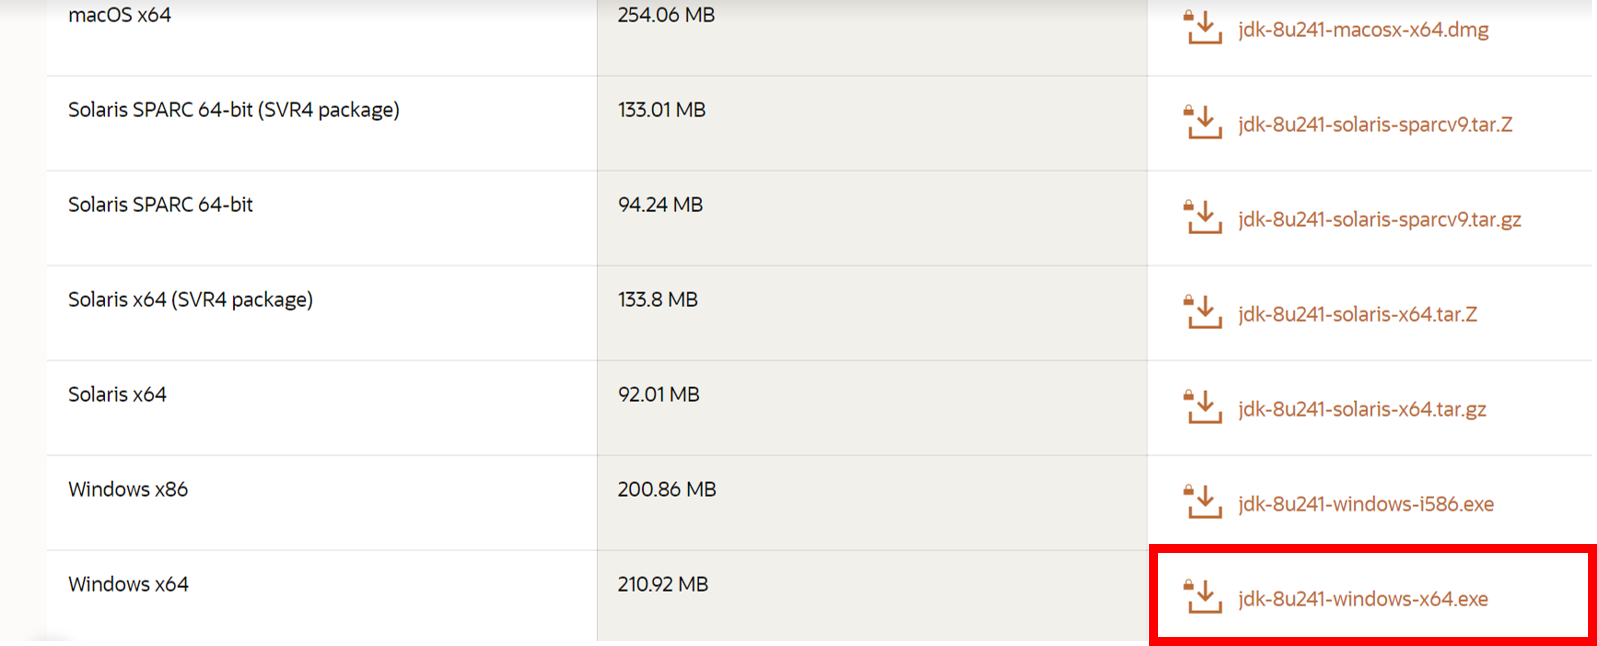 macOS x64 254.06 MB jdk-8u241-macosx-x64.dmg
Solaris SPARC 64-bit (SVR4 package) 133.01 MB jdk-8u241-solaris-sparcv9.tar.Z
Solaris SPARC 64-bit 94.24 MB jdk-8u241-solaris-sparcv9.tar.gz
Solaris x64 (SVR4 package) 133.8 MB jdk-8u241-solaris-x64.tar.Z
Solaris x64 92.01 MB jdk-8u241-solaris-x64.tar.gz
Windows x86 200.86 MB jdk-8u241-windows-i586.exe
Windows x64 210.92 MB jdk-8u241-windows-x64.exe